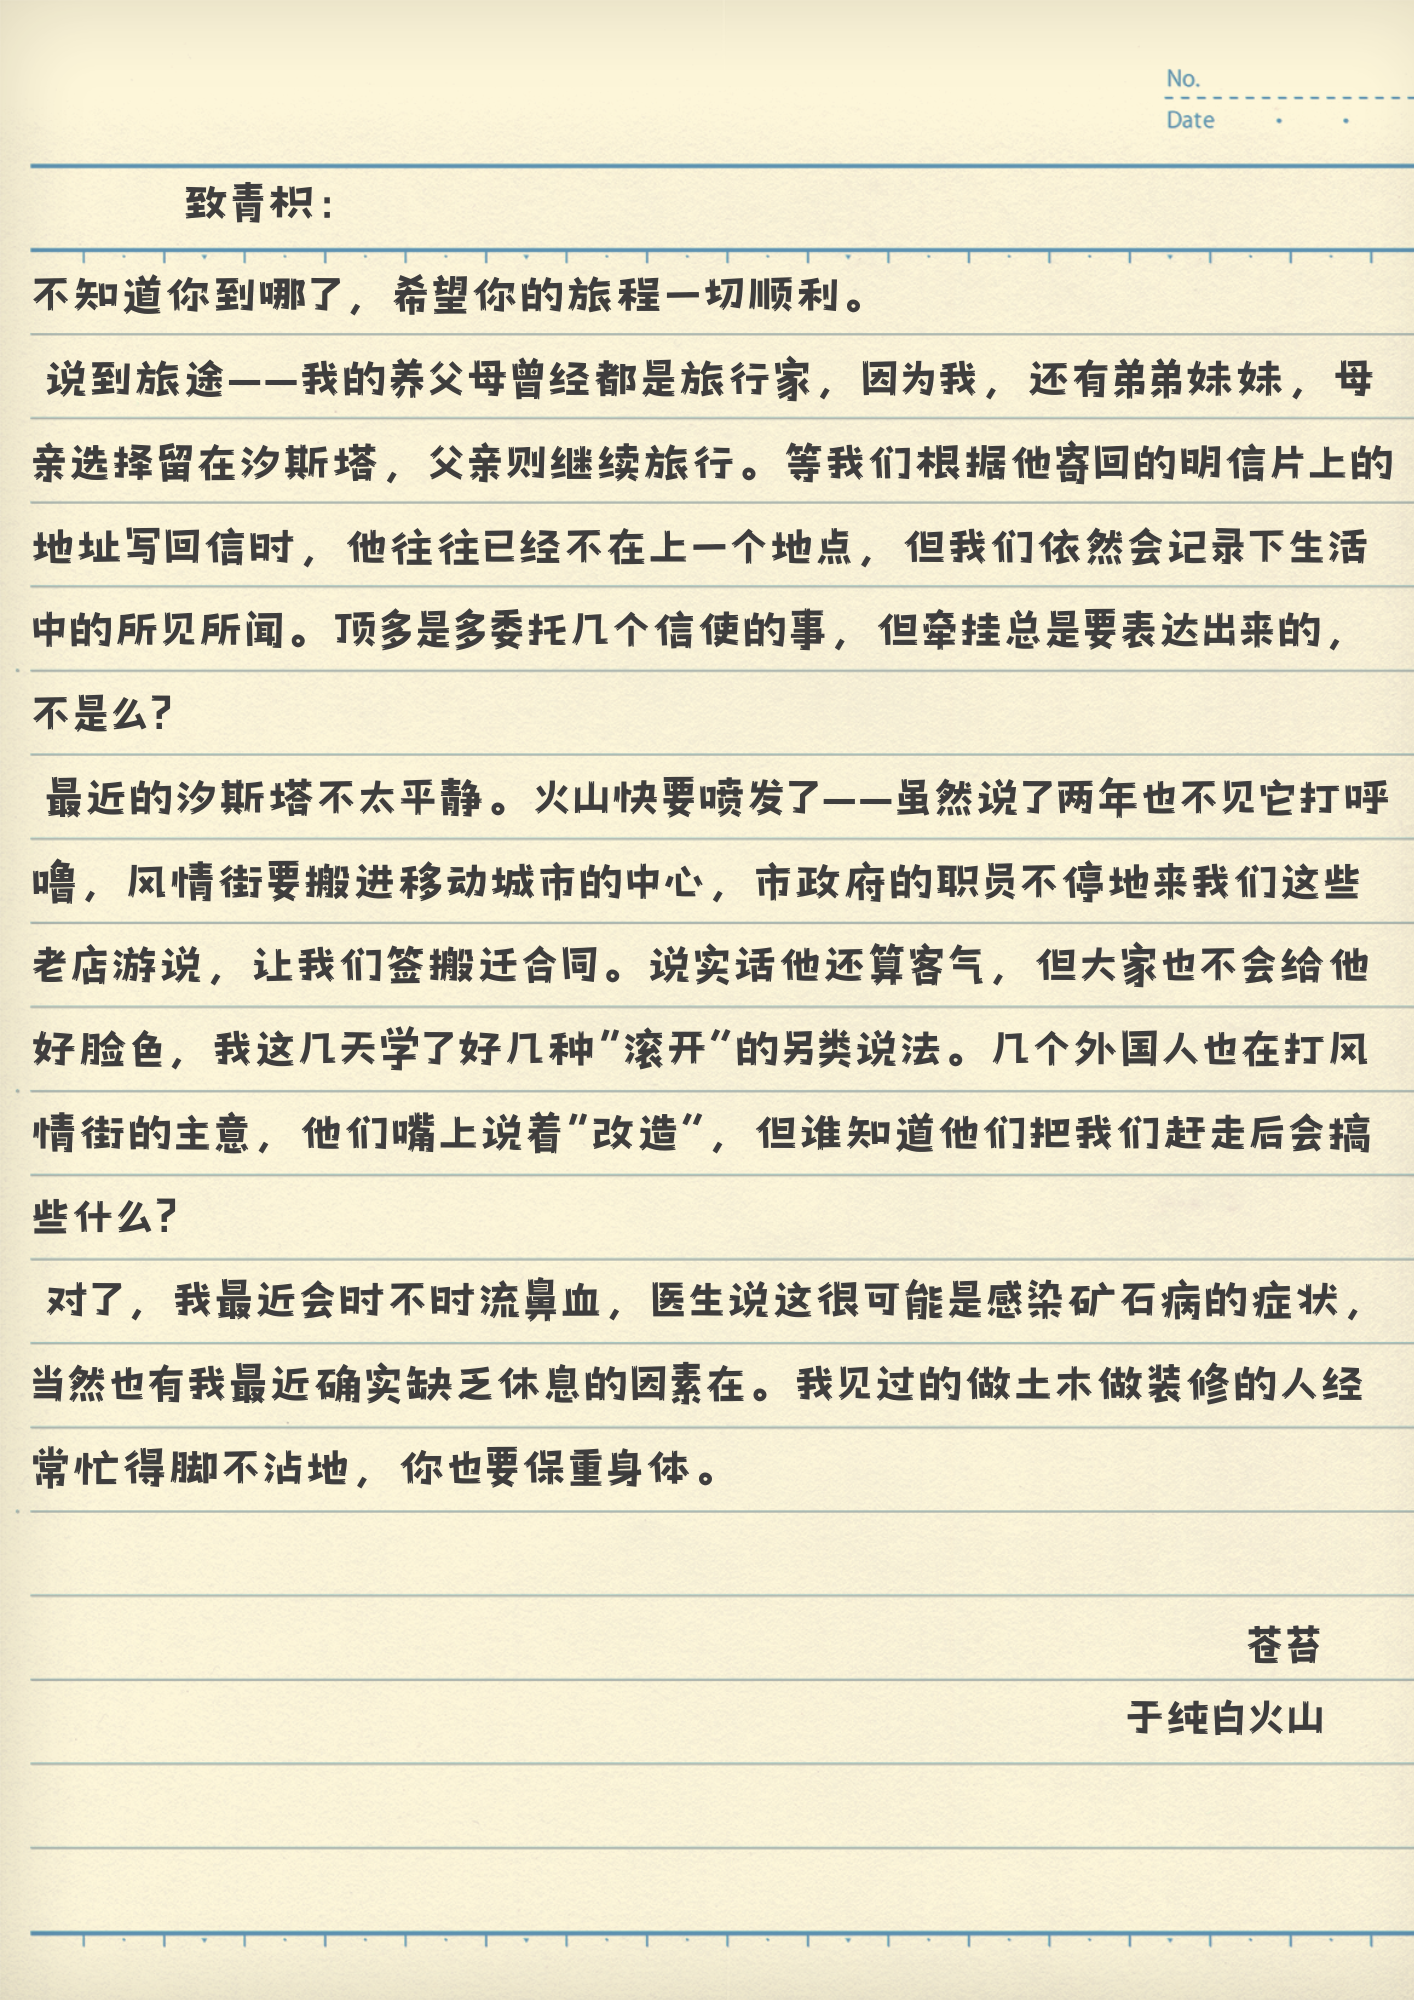 No.
Date
致青枳：
不知道你到哪了，希望你的旅程一切顺利。
说到旅途——我的养父母曾经都是旅行家，因为我，还有弟弟妹妹，母
亲选择留在汐斯塔，父亲则继续旅行。等我们根据他寄回的明信片上的
地址写回信时，他往往已经不在上一个地点，但我们依然会记录下生活
中的所见所闻。顶多是多委托几个信使的事，但牵挂总是要表达出来的，
不是么？
最近的汐斯塔不太平静。火山快要喷发了——虽然说了两年也不见它打呼
噜，风情街要搬进移动城市的中心，市政府的职员不停地来我们这些
老店游说，让我们签搬迁合同。说实话他还算客气，但大家也不会给他
好脸色，我这几天学了好几种"滚开"的另类说法。几个外国人也在打风
情街的主意，他们嘴上说着"改造"，但谁知道他们把我们赶走后会搞
些什么？
对了，我最近会时不时流鼻血，医生说这很可能是感染矿石病的症状，
当然也有我最近确实缺乏休息的因素在。我见过的做土木做装修的人经
常忙得脚不沾地，你也要保重身体。
苍苔
于纯白火山